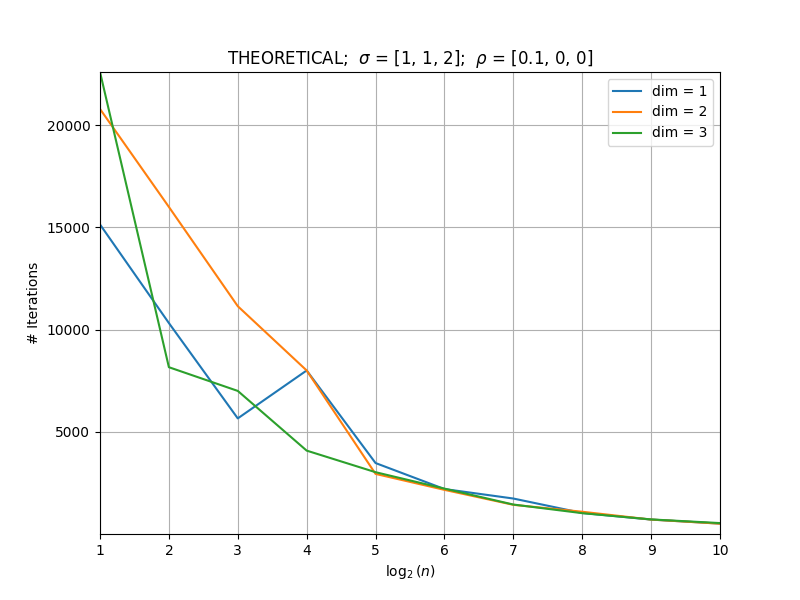 THEORETICAL;  σ = [1, 1, 2];  ρ = [0.1, 0, 0]
dim = 1
dim = 2
dim = 3
20000
15000
10000
5000
# Iterations
1 2 3 4 5 6 7 8 9 10
log₂(n)